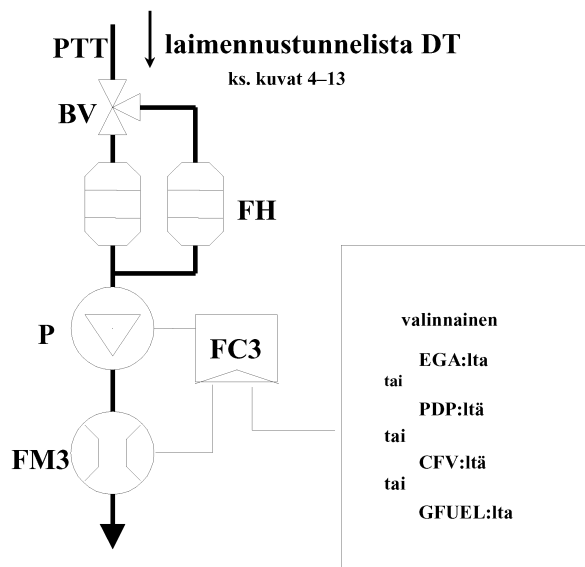 PTT
laimennustunnelista DT
ks. kuvat 4–13
BV
FH
P
FC3
FM3
valinnainen
EGA:lta
tai
PDP:ltä
tai
CFV:ltä
tai
GFUEL:lta